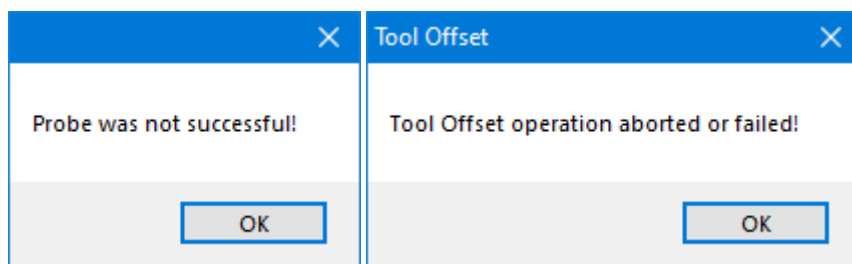 Probe was not successful!
OK
Tool Offset
Tool Offset operation aborted or failed!
OK